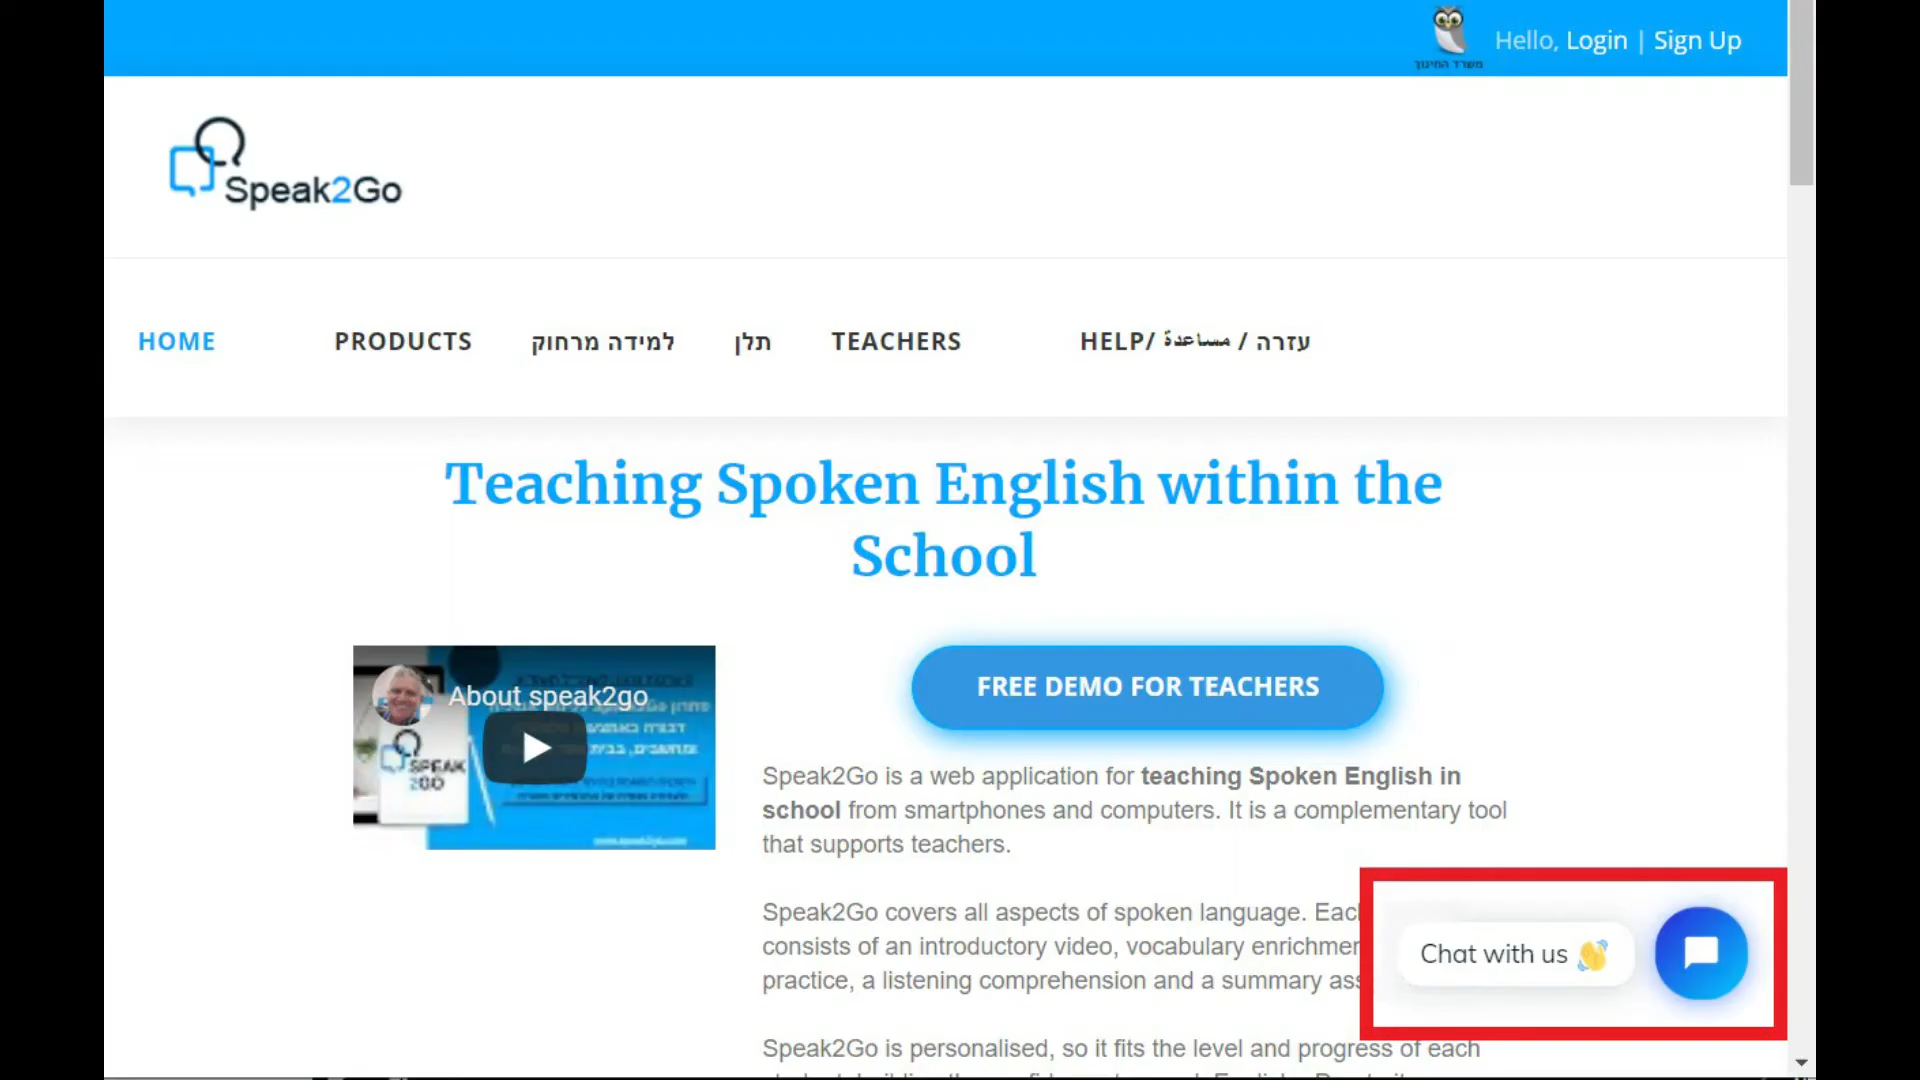 משרד החינוך
Hello, Login | Sign Up
Speak2Go
HOME
PRODUCTS
למידה מרחוק
תלן
TEACHERS
HELP/ مساعدة / עזרה
Teaching Spoken English within the
School
About speak2go
SPEAK
2GO
FREE DEMO FOR TEACHERS
Speak2Go is a web application for teaching Spoken English in
school from smartphones and computers. It is a complementary tool
that supports teachers.
Speak2Go covers all aspects of spoken language.
consists of an introductory video, vocabulary
practice, a listening comprehension and a summary
Chat with us 👋
Speak2Go is personalised, so it fits the level and progress of each